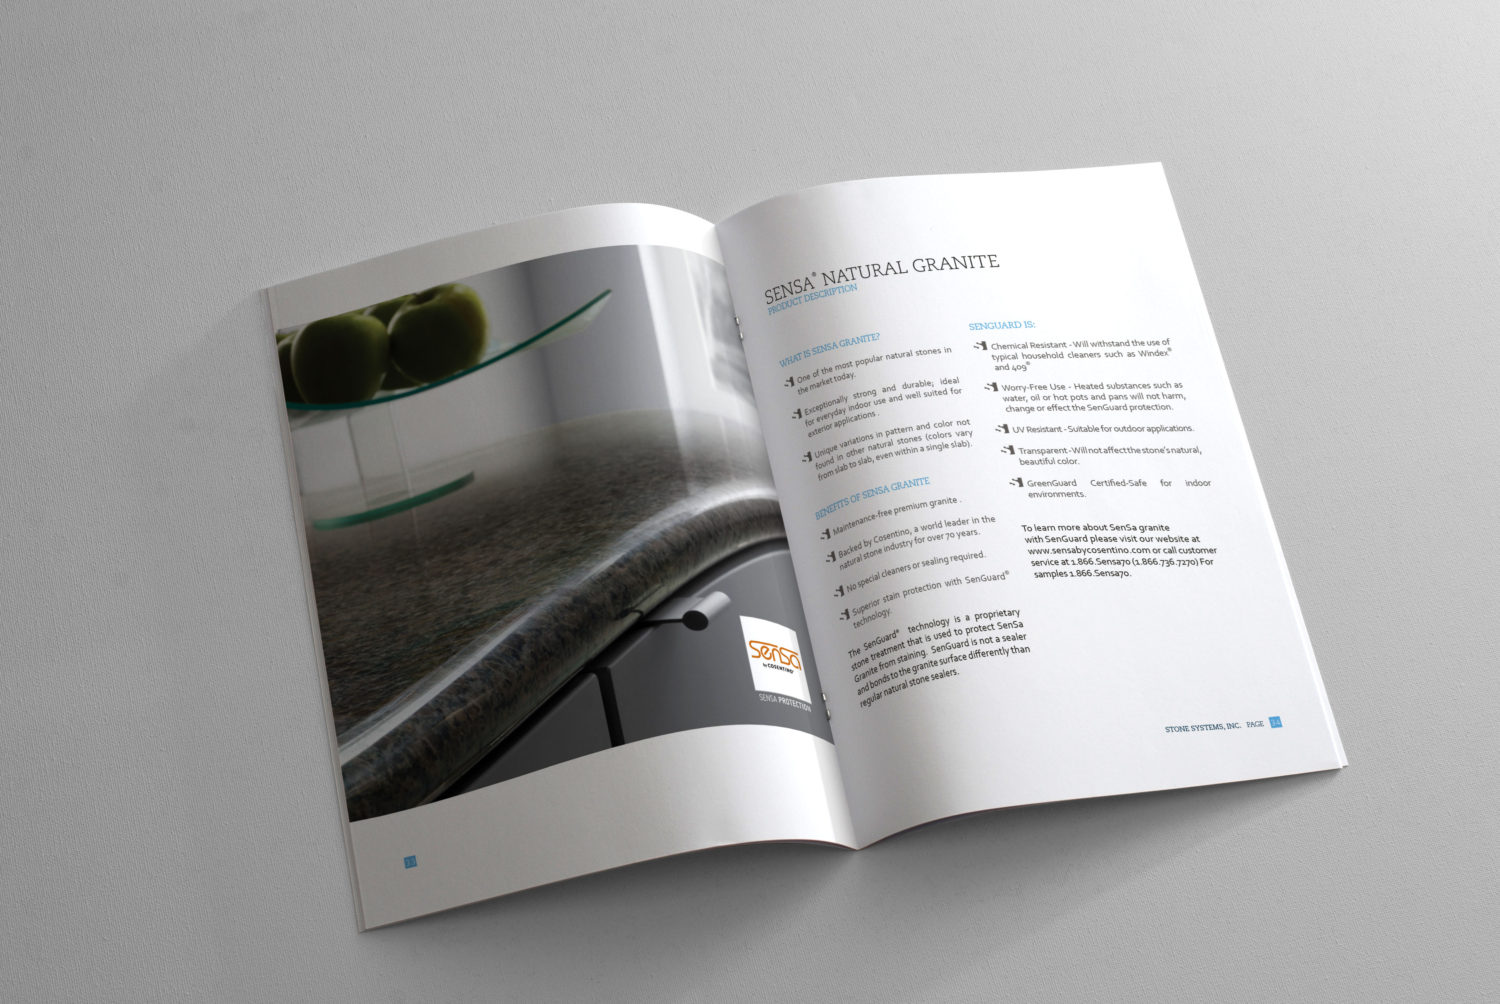 sensa
by COSENTINO
SENSA PROTECTION
SENSA® NATURAL GRANITE
PRODUCT DESCRIPTION
WHAT IS SENSA GRANITE?
One of the most popular natural stones in
the market today.
Exceptionally strong and durable; ideal
for everyday indoor use and well suited for
exterior applications .
Unique variations in pattern and color not
found in other natural stones (colors vary
from slab to slab, even within a single slab).
BENEFITS OF SENSA GRANITE
Maintenance-free premium granite .
Backed by Cosentino, a world leader in the
natural stone industry for over 70 years.
No special cleaners or sealing required.
Superior stain protection with SenGuard®
technology.
The SenGuard® technology is a proprietary
stone treatment that is used to protect SenSa
Granite from staining. SenGuard is not a sealer
and bonds to the granite surface differently than
regular natural stone sealers.
SENGUARD IS:
Chemical Resistant - Will withstand the use of
typical household cleaners such as Windex®
and 409®
Worry-Free Use - Heated substances such as
water, oil or hot pots and pans will not harm,
change or effect the SenGuard protection.
UV Resistant - Suitable for outdoor applications.
Transparent - Will not affect the stone's natural,
beautiful color.
GreenGuard Certified-Safe for indoor
environments.
To learn more about SenSa granite
with SenGuard please visit our website at
www.sensabycosentino.com or call customer
service at 1.866.Sensa70 (1.866.736.7270) For
samples 1.866.Sensa70.
STONE SYSTEMS, INC. PAGE